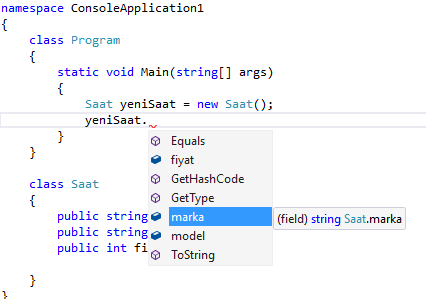 namespace ConsoleApplication1
{
class Program
{
static void Main(string[] args)
{
Saat yeniSaat = new Saat();
yeniSaat.
}
}
Equals
fiyat
GetHashCode
GetType
marka
model
ToString
(field) string Saat.marka
class Saat
{
public string
public string
public int fi
}
}